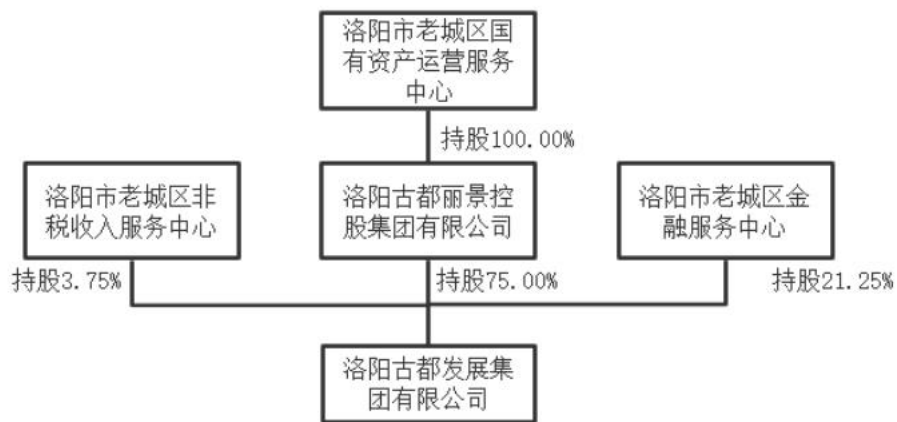 洛阳市老城区国
有资产运营服务
中心
持股100.00%
洛阳市老城区非
税收入服务中心
洛阳古都丽景控
股集团有限公司
洛阳市老城区金
融服务中心
持股3.75%
持股75.00%
持股21.25%
洛阳古都发展集
团有限公司